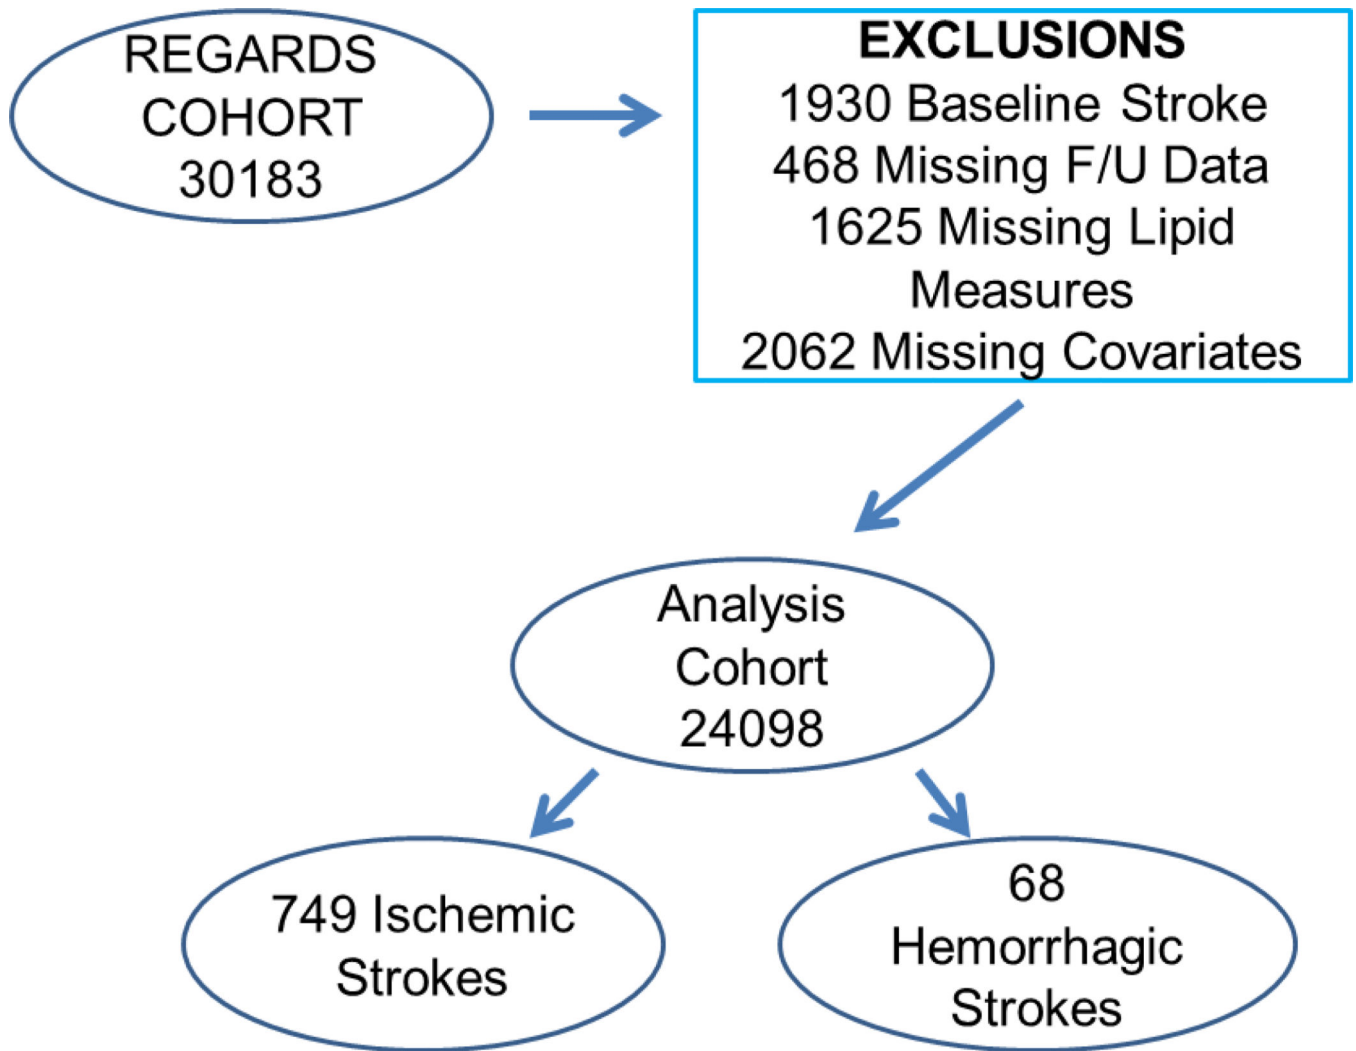 REGARDS
COHORT
30183
EXCLUSIONS
1930 Baseline Stroke
468 Missing F/U Data
1625 Missing Lipid
Measures
2062 Missing Covariates
Analysis
Cohort
24098
749 Ischemic
Strokes
68
Hemorrhagic
Strokes